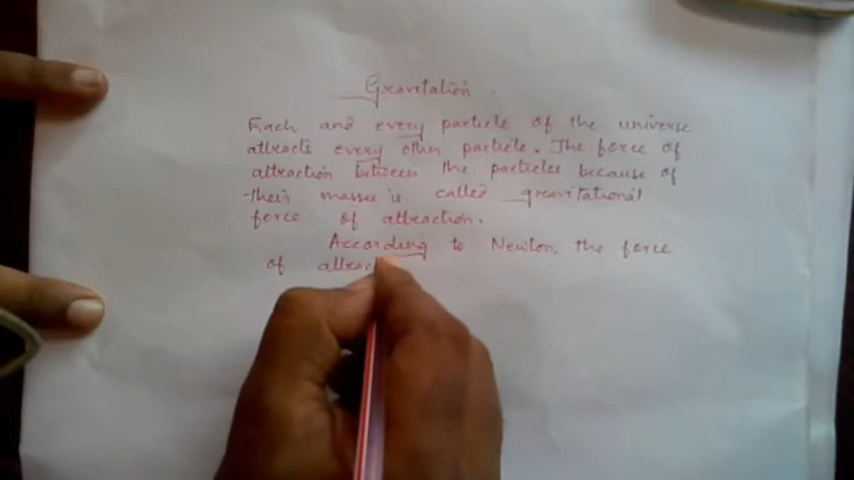 Gravitation
Each and every particle of the universe
attracts every other particle. The force of
attraction between the particles because of
their masses is called gravitational
force of attraction.
According to Newton, the force
of attrac